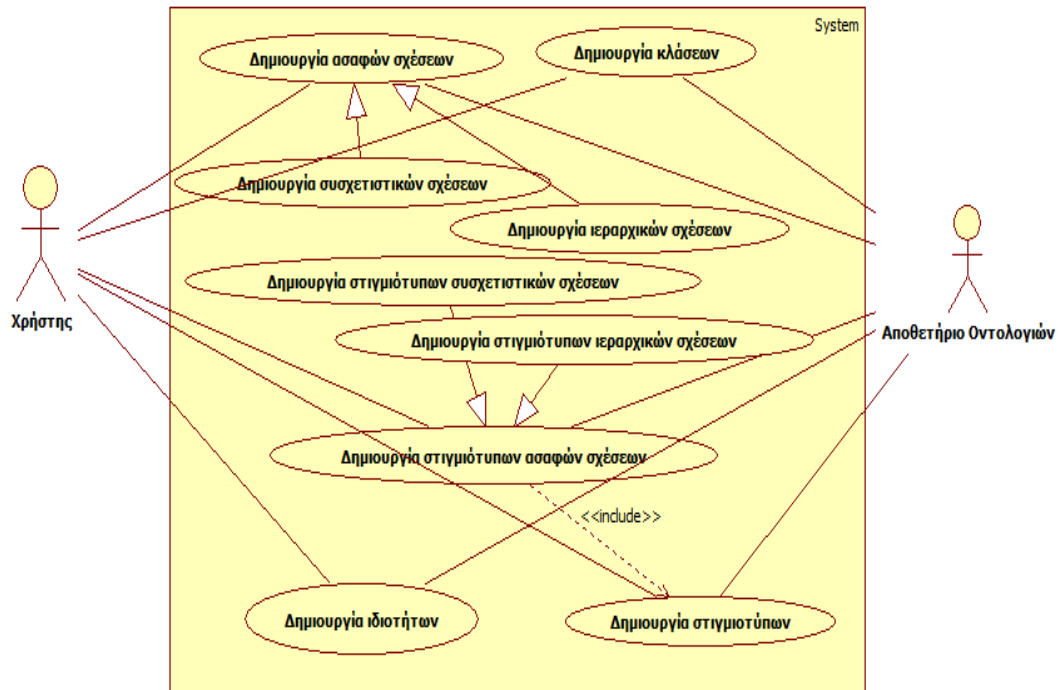 System
Δημιουργία ασαφών σχέσεων
Δημιουργία κλάσεων
Δημιουργία συσχετιστικών σχέσεων
Δημιουργία ιεραρχικών σχέσεων
Δημιουργία στιγμιότυπων συσχετιστικών σχέσεων
Χρήστης
Δημιουργία στιγμιότυπων ιεραρχικών σχέσεων
Αποθετήριο Οντολογιών
Δημιουργία στιγμιότυπων ασαφών σχέσεων
<<include>>
Δημιουργία ιδιοτήτων
Δημιουργία στιγμιοτύπων